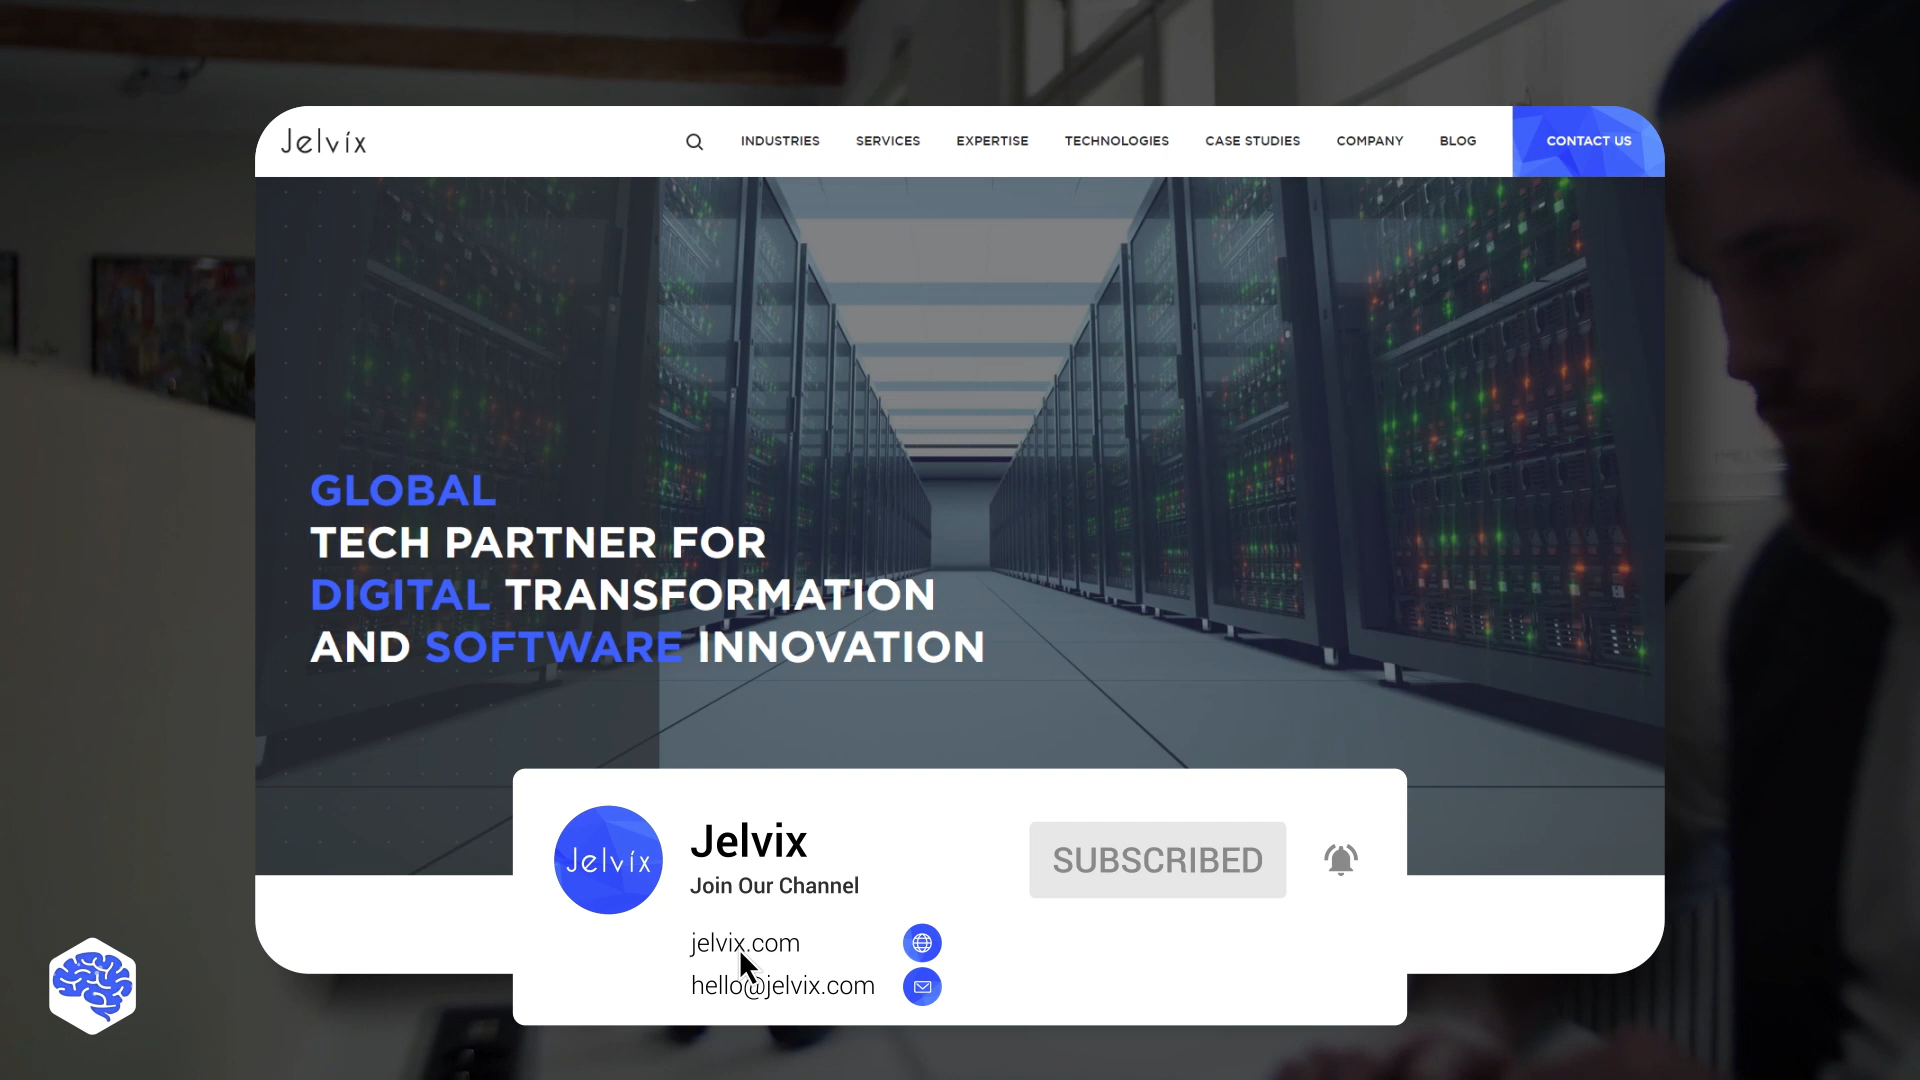 Jelvix
INDUSTRIES SERVICES EXPERTISE TECHNOLOGIES CASE STUDIES COMPANY BLOG CONTACT US
GLOBAL
TECH PARTNER FOR
DIGITAL TRANSFORMATION
AND SOFTWARE INNOVATION
Jelvix
Jelvix
Join Our Channel
SUBSCRIBED
jelvix.com
hello@jelvix.com